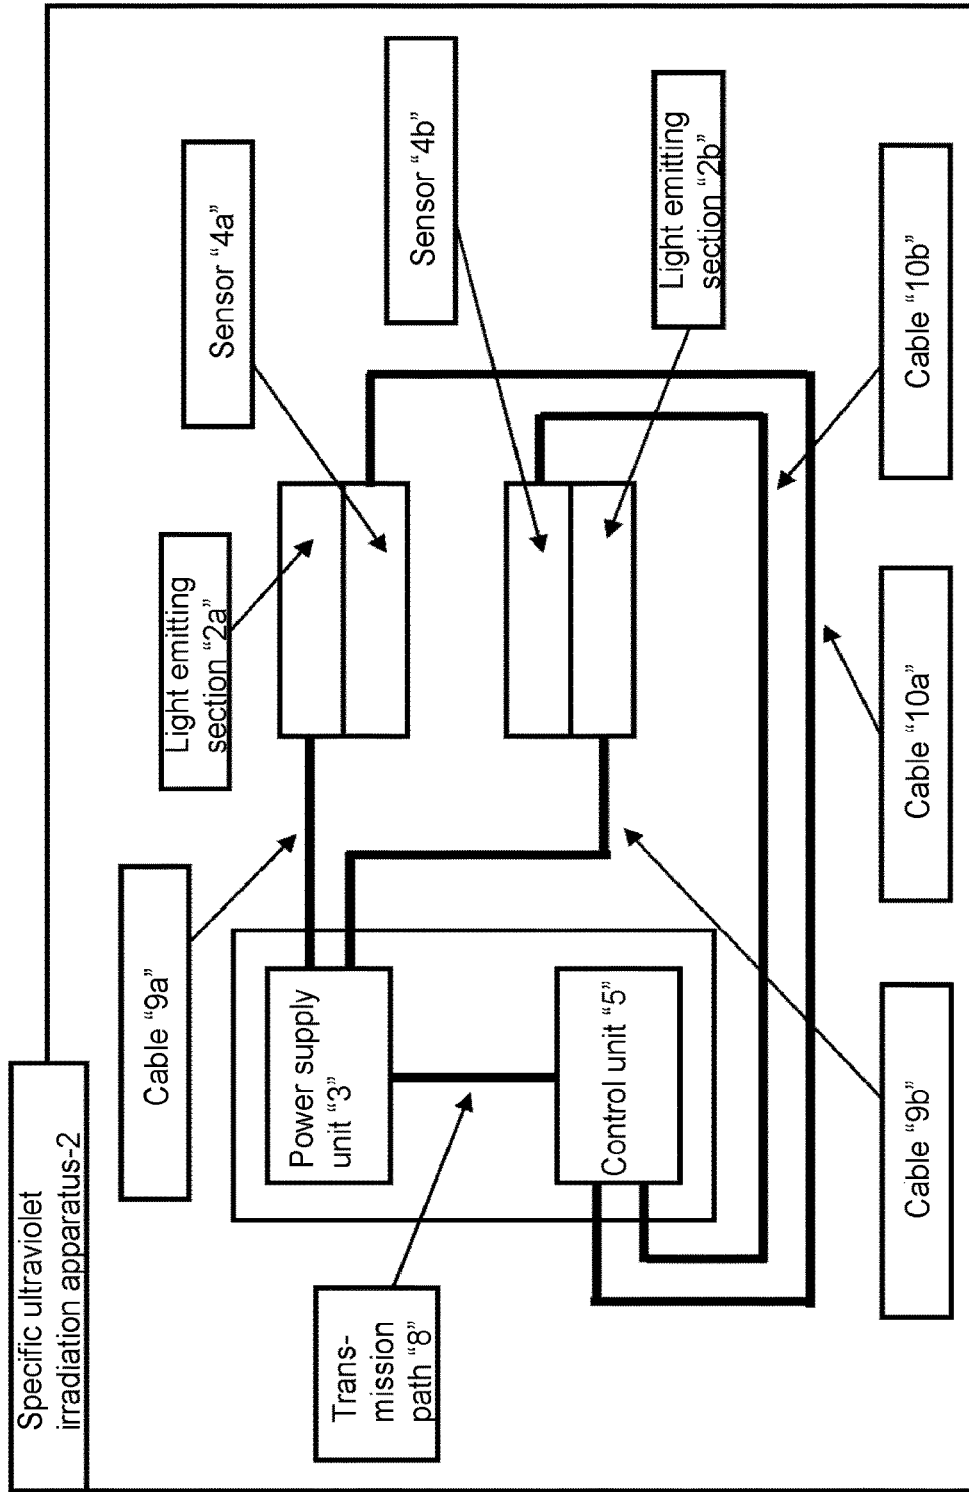 Specific ultraviolet
irradiation apparatus-2
Trans-
mission
path “8”
Cable “9a”
Light emitting
section “2a”
Sensor “4a”
Sensor “4b”
Light emitting
section “2b”
Power supply
unit “3”
Control unit “5”
Cable “9b”
Cable “10a”
Cable “10b”